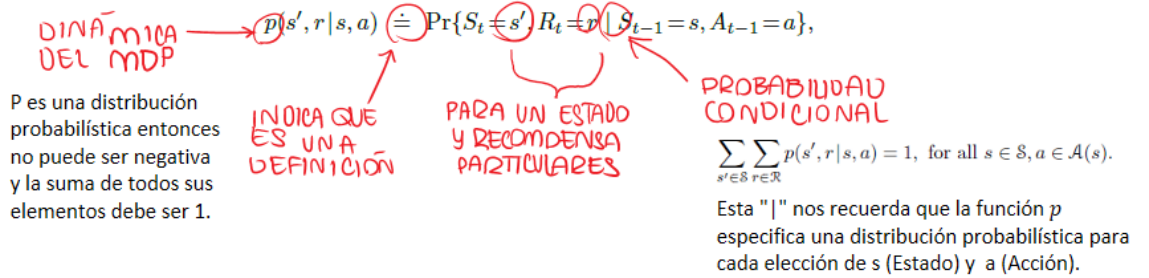 p(s', r|s, a) ≐ Pr{S_t=s', R_t=r | S_{t-1}=s, A_{t-1}=a},
DINÁMICA
DEL MDP
P es una distribución
probabilística entonces
no puede ser negativa
y la suma de todos sus
elementos debe ser 1.
INDICA QUE
ES UNA
DEFINICIÓN
PARA UN ESTADO
Y RECOMPENSA
PARTICULARES
PROBABILIDAD
CONDICIONAL
∑_{s'∈S} ∑_{r∈R} p(s', r|s, a) = 1, for all s ∈ S, a ∈ A(s).
Esta "|" nos recuerda que la función p
especifica una distribución probabilística para
cada elección de s (Estado) y a (Acción).